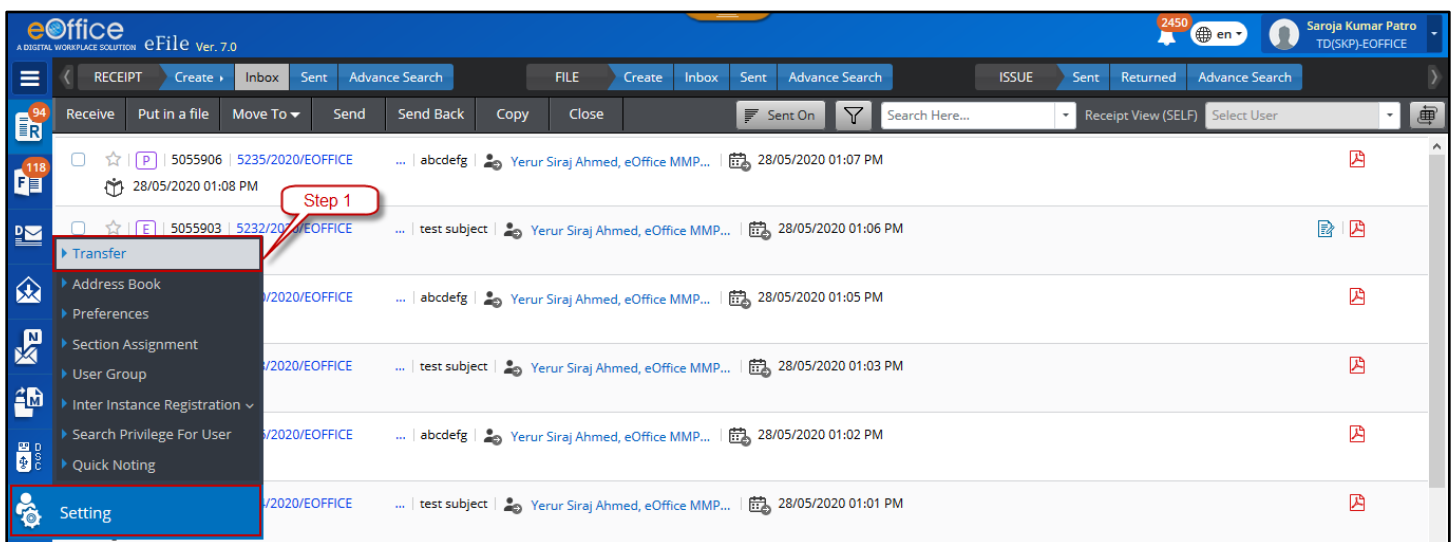 eOffice
A DIGITAL WORKPLACE SOLUTION eFile Ver. 7.0
2450
en
Saroja Kumar Patro
TD(SKP)-EOFFICE
RECEIPT Create Inbox Sent Advance Search FILE Create Inbox Sent Advance Search ISSUE Sent Returned Advance Search
94
R
Receive Put in a file Move To Send Send Back Copy Close Sent On Search Here... Receipt View (SELF) Select User
118
F
P 5055906 5235/2020/EOFFICE ... abcdefg Yerur Siraj Ahmed, eOffice MMP... 28/05/2020 01:07 PM
28/05/2020 01:08 PM
Step 1
D
E 5055903 5232/2020/EOFFICE ... test subject Yerur Siraj Ahmed, eOffice MMP... 28/05/2020 01:06 PM
Transfer
Address Book
/2020/EOFFICE ... abcdefg Yerur Siraj Ahmed, eOffice MMP... 28/05/2020 01:05 PM
Preferences
N
Section Assignment
/2020/EOFFICE ... test subject Yerur Siraj Ahmed, eOffice MMP... 28/05/2020 01:03 PM
User Group
M
Inter Instance Registration
Search Privilege For User
/2020/EOFFICE ... abcdefg Yerur Siraj Ahmed, eOffice MMP... 28/05/2020 01:02 PM
DSC
Quick Noting
Setting
/2020/EOFFICE ... test subject Yerur Siraj Ahmed, eOffice MMP... 28/05/2020 01:01 PM